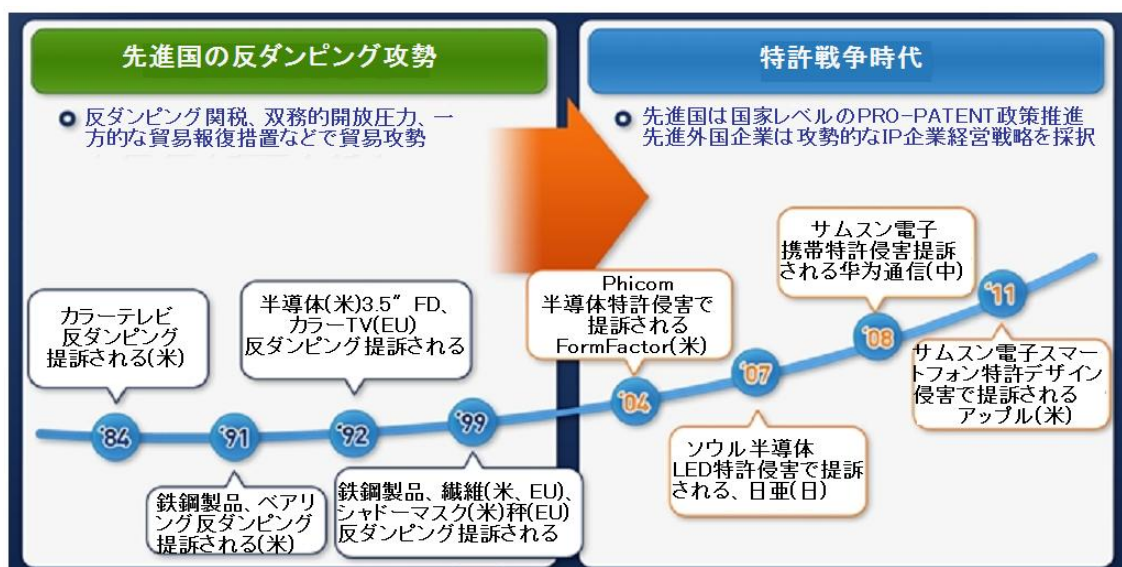 先進国の反ダンピング攻勢
反ダンピング関税、双務的開放圧力、一
方的な貿易報復措置などで貿易攻勢
特許戦争時代
先進国は国家レベルのPRO-PATENT政策推進
先進外国企業は攻勢的なIP企業経営戦略を採択
カラーテレビ
反ダンピング
提訴される(米)
半導体(米)3.5”FD、
カラーTV(EU)
反ダンピング提訴される
Phicom
半導体特許侵害で
提訴される
FormFactor(米)
サムスン電子
携帯特許侵害提訴
される华为通信(中)
'84
'91
'92
'99
'04
'07
'08
'11
鉄鋼製品、ベアリ
ング反ダンピング
提訴される(米)
鉄鋼製品、繊維(米、EU)、
シャドーマスク(米)秤(EU)
反ダンピング提訴される
ソウル半導体
LED特許侵害で提訴
される、日亜(日)
サムスン電子スマー
トフォン特許デザイン
侵害で提訴される
アップル(米)